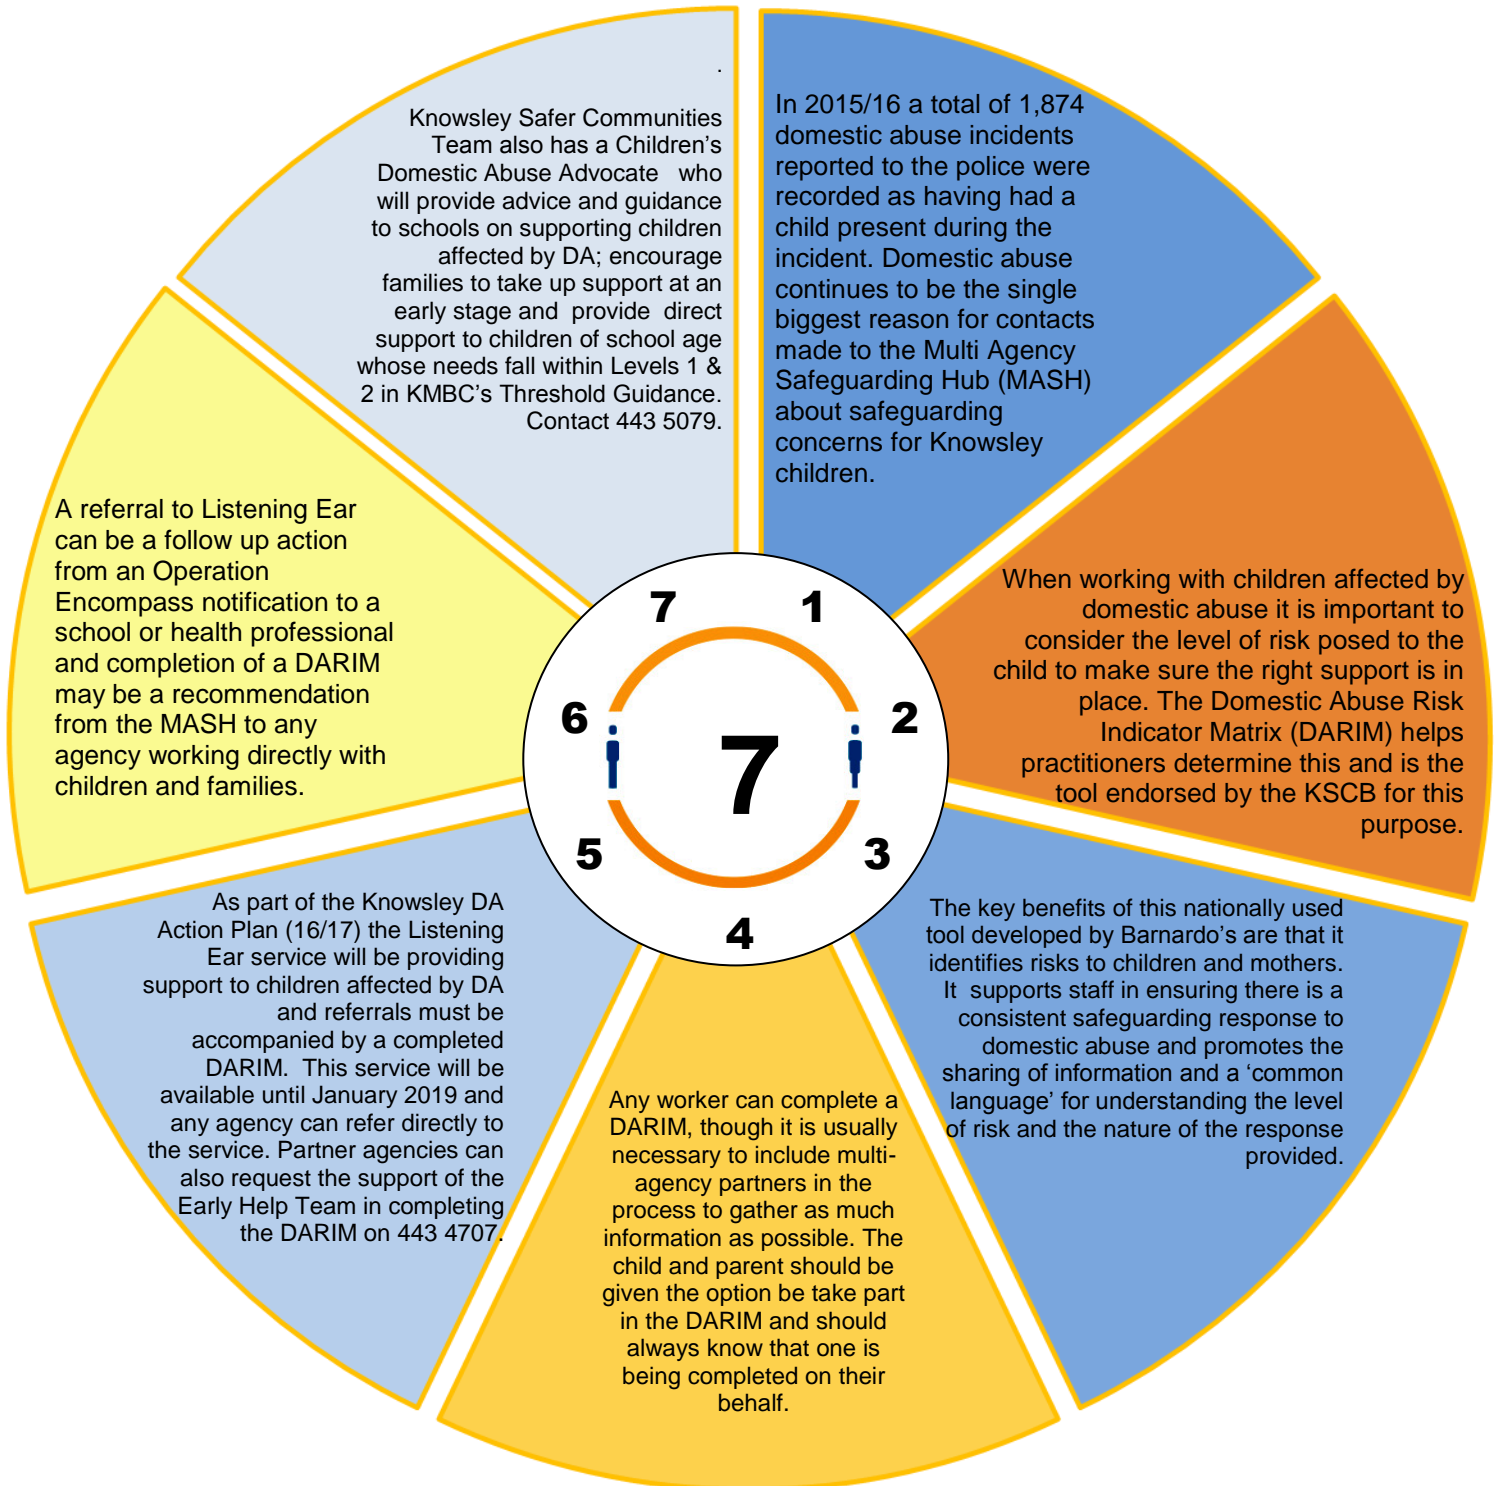 In 2015/16 a total of 1,874
domestic abuse incidents
reported to the police were
recorded as having had a
child present during the
incident. Domestic abuse
continues to be the single
biggest reason for contacts
made to the Multi Agency
Safeguarding Hub (MASH)
about safeguarding
concerns for Knowsley
children.
When working with children affected by
domestic abuse it is important to
consider the level of risk posed to the
child to make sure the right support is in
place. The Domestic Abuse Risk
Indicator Matrix (DARIM) helps
practitioners determine this and is the
tool endorsed by the KSCB for this
purpose.
The key benefits of this nationally used
tool developed by Barnardo’s are that it
identifies risks to children and mothers.
It supports staff in ensuring there is a
consistent safeguarding response to
domestic abuse and promotes the
sharing of information and a ‘common
language’ for understanding the level
of risk and the nature of the response
provided.
Any worker can complete a
DARIM, though it is usually
necessary to include multi-
agency partners in the
process to gather as much
information as possible. The
child and parent should be
given the option be take part
in the DARIM and should
always know that one is
being completed on their
behalf.
As part of the Knowsley DA
Action Plan (16/17) the Listening
Ear service will be providing
support to children affected by DA
and referrals must be
accompanied by a completed
DARIM. This service will be
available until January 2019 and
any agency can refer directly to
the service. Partner agencies can
also request the support of the
Early Help Team in completing
the DARIM on 443 4707.
A referral to Listening Ear
can be a follow up action
from an Operation
Encompass notification to a
school or health professional
and completion of a DARIM
may be a recommendation
from the MASH to any
agency working directly with
children and families.
.
Knowsley Safer Communities
Team also has a Children’s
Domestic Abuse Advocate who
will provide advice and guidance
to schools on supporting children
affected by DA; encourage
families to take up support at an
early stage and provide direct
support to children of school age
whose needs fall within Levels 1 &
2 in KMBC’s Threshold Guidance.
Contact 443 5079.
1
2
3
4
5
6
7
7